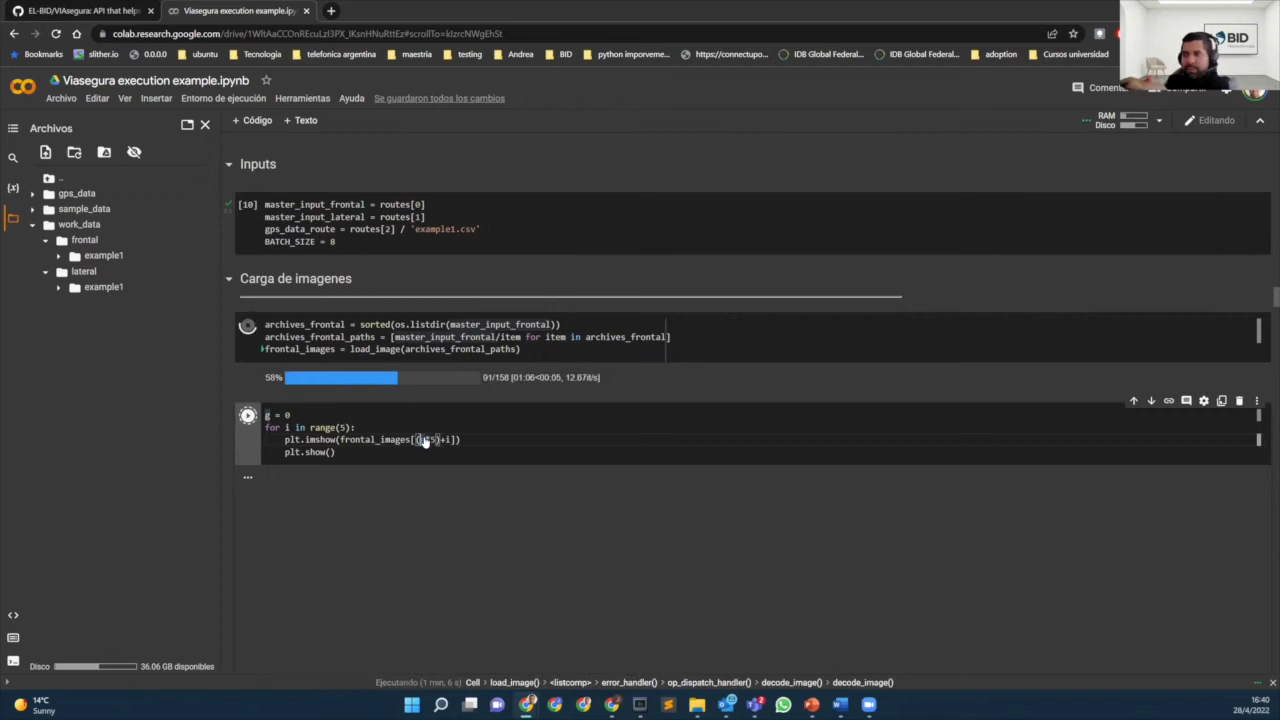 EL-BID/VIAsegura: API that help
Viasegura execution example.ipy
colab.research.google.com/drive/
Bookmarks slither.io 0.0.0.0 ubuntu Tecnologia telefonica argentina maestria testing Andrea BID python imporveme... https://connectupo... IDB Global Federal... IDB Global Federal... adoption Cursos universidad
BID
Viasegura execution example.ipynb
Archivo Editar Ver Insertar Entorno de ejecución Herramientas Ayuda Se guardaron todos los cambios
Comentar
Archivos
+ Código + Texto
RAM
Disco
Editando
..
gps_data
sample_data
work_data
frontal
example1
lateral
example1
Inputs
[10] master_input_frontal = routes[0]
master_input_lateral = routes[1]
gps_data_route = routes[2] / 'example1.csv'
BATCH_SIZE = 8
Carga de imagenes
archives_frontal = sorted(os.listdir(master_input_frontal))
archives_frontal_paths = [master_input_frontal/item for item in archives_frontal]
frontal_images = load_image(archives_frontal_paths)
58% 91/158 [01:06<00:05, 12.67it/s]
g = 0
for i in range(5):
plt.imshow(frontal_images[(g*5)+i])
plt.show()
...
Disco 36.06 GB disponibles
Ejecutando (1 min, 6 s) Cell load_image() <listcomp> error_handler() op_dispatch_handler() decode_image() decode_image()
14°C
Sunny
16:40
28/4/2022